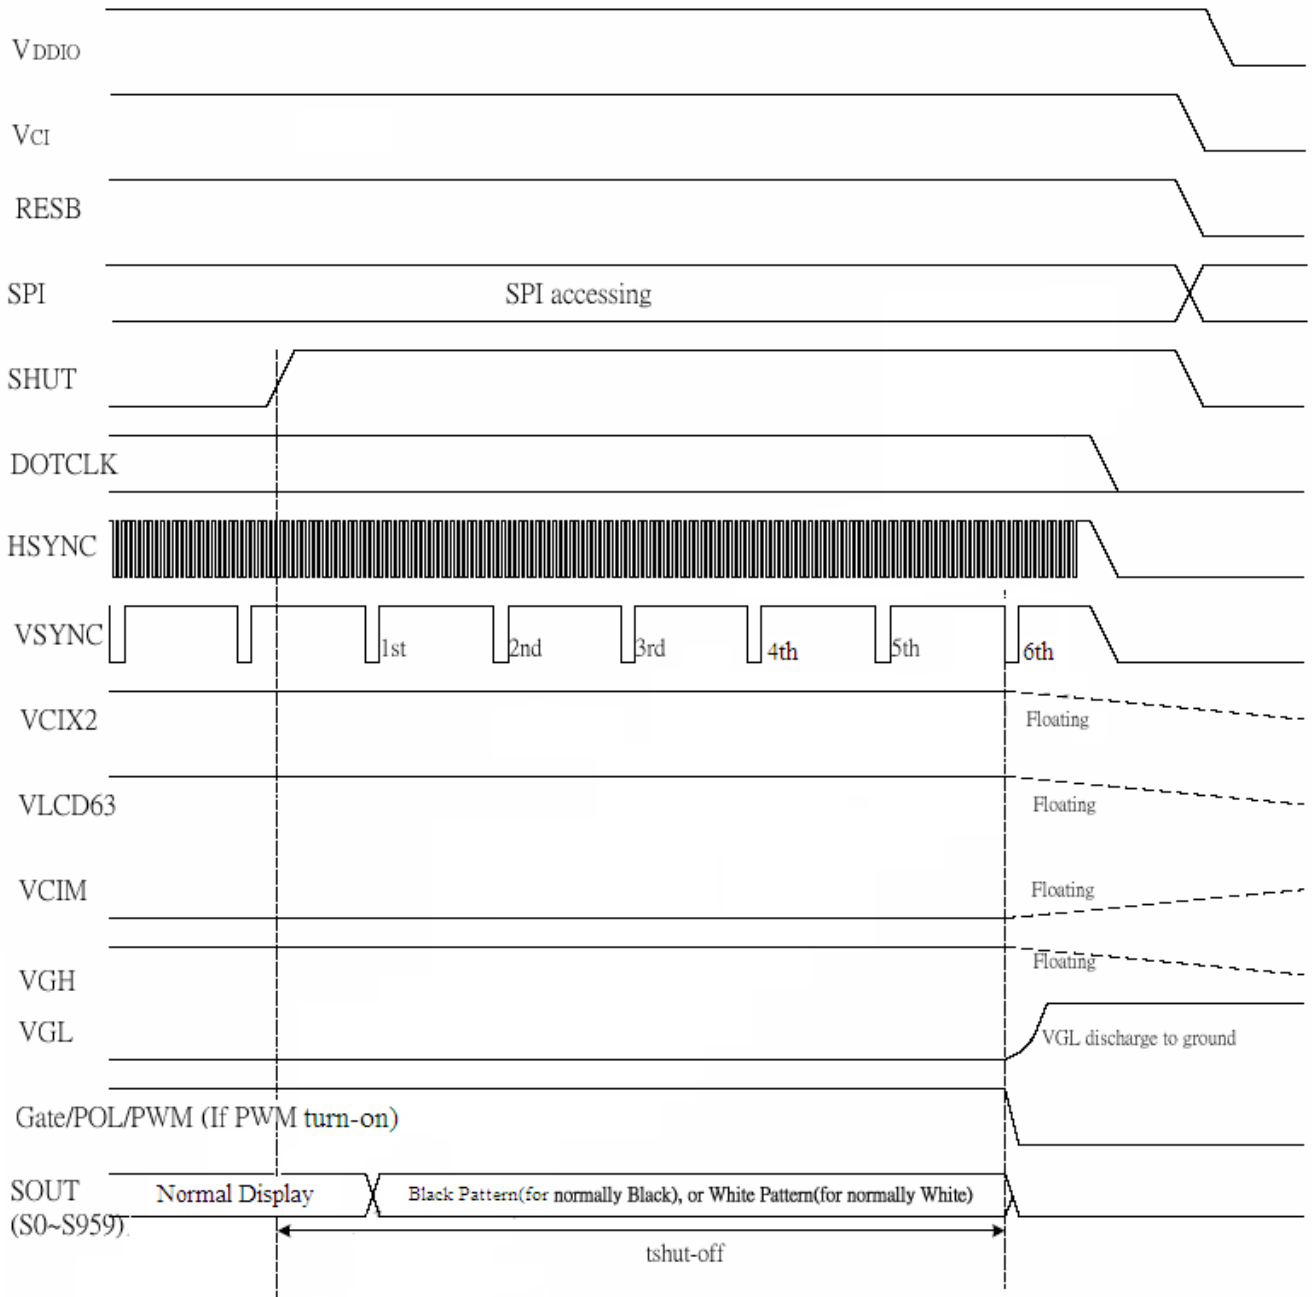 VDDIO
VCI
RESB
SPI SPI accessing
SHUT
DOTCLK
HSYNC
VSYNC 1st 2nd 3rd 4th 5th 6th
VCIX2 Floating
VLCD63 Floating
VCIM Floating
VGH Floating
VGL VGL discharge to ground
Gate/POL/PWM (If PWM turn-on)
SOUT Normal Display Black Pattern(for normally Black), or White Pattern(for normally White)
(S0~S959)
tshut-off